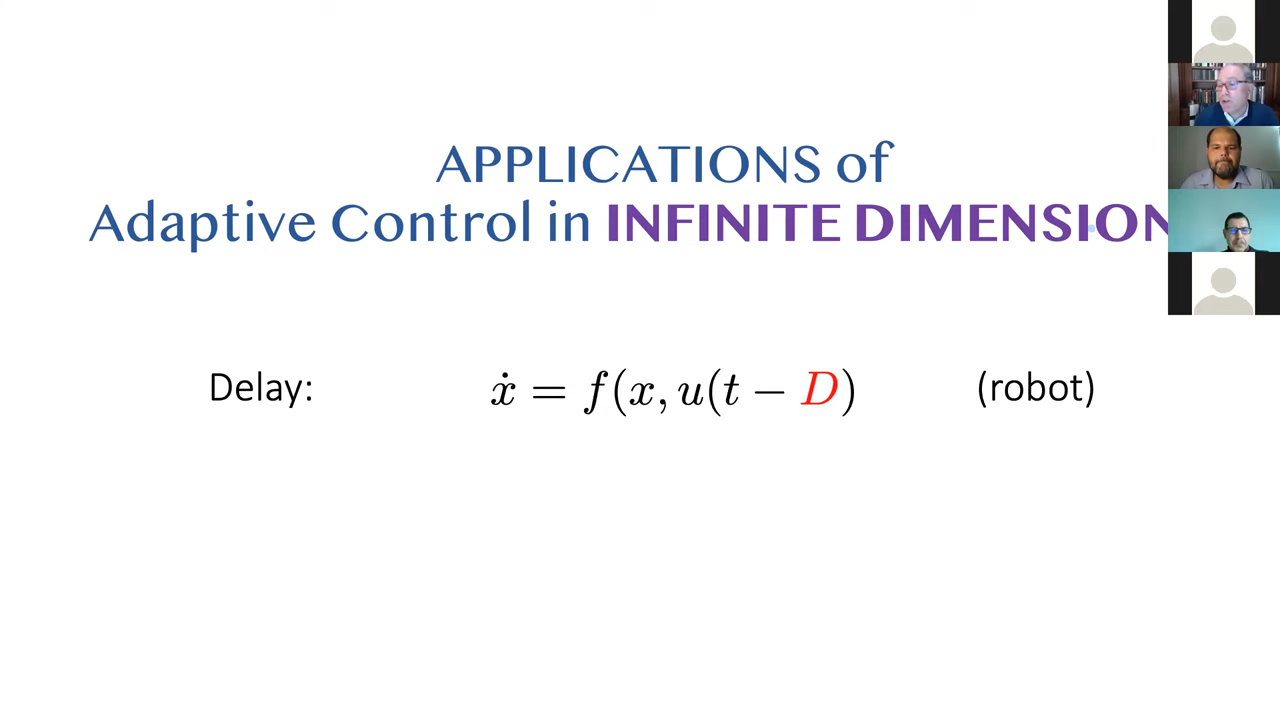 APPLICATIONS of
Adaptive Control in INFINITE DIMENSION
Delay: ẋ = f(x, u(t − D) (robot)